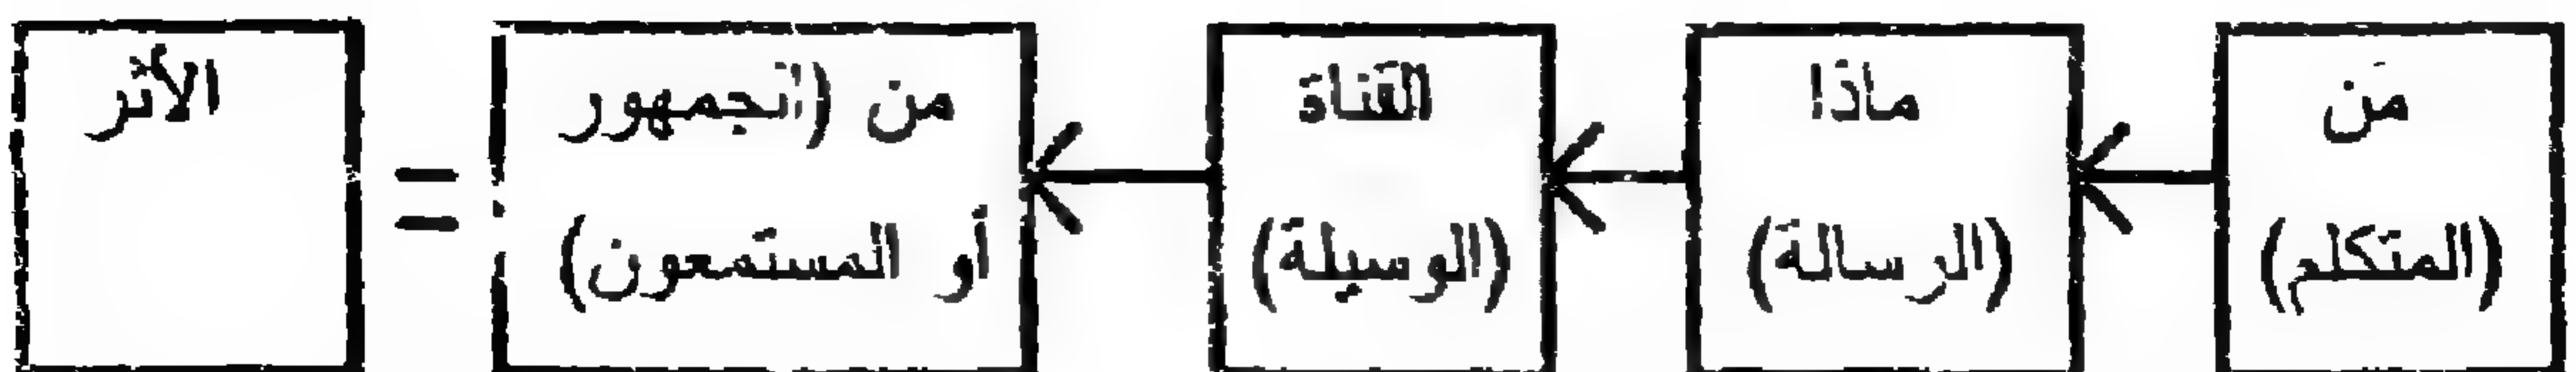 مَن
(المتكلم)
ماذا
(الرسالة)
القناة
(الوسيلة)
من (الجمهور
أو المستمعون)
=
الأثر